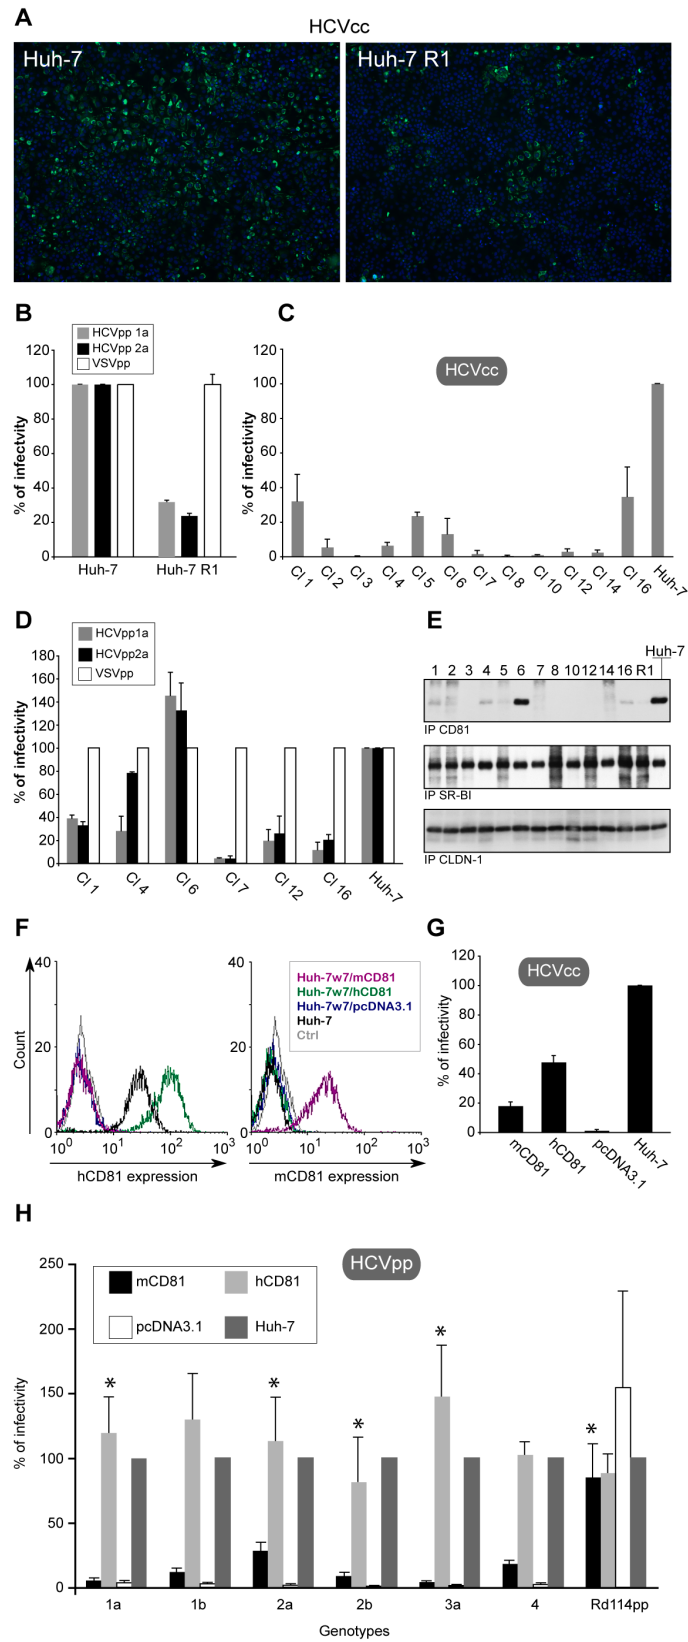 A
HCVcc
Huh-7
Huh-7 R1
B
HCVpp 1a
HCVpp 2a
VSVpp
% of infectivity
120
100
80
60
40
20
0
Huh-7
Huh-7 R1
C
HCVcc
% of infectivity
120
100
80
60
40
20
0
Cl 1
Cl 2
Cl 3
Cl 4
Cl 5
Cl 6
Cl 7
Cl 8
Cl 10
Cl 12
Cl 14
Cl 16
Huh-7
D
HCVpp1a
HCVpp2a
VSVpp
% of infectivity
180
160
140
120
100
80
60
40
20
0
Cl 1
Cl 4
Cl 6
Cl 7
Cl 12
Cl 16
Huh-7
E
Huh-7
1 2 3 4 5 6 7 8 10 12 14 16 R1
IP CD81
IP SR-BI
IP CLDN-1
F
Count
40
20
0
10^0 10^1 10^2 10^3
hCD81 expression
40
20
0
Huh-7w7/mCD81
Huh-7w7/hCD81
Huh-7w7/pcDNA3.1
Huh-7
Ctrl
10^0 10^1 10^2 10^3
mCD81 expression
G
HCVcc
% of infectivity
120
100
80
60
40
20
0
mCD81
hCD81
pcDNA3.1
Huh-7
H
HCVpp
mCD81
hCD81
pcDNA3.1
Huh-7
% of infectivity
250
200
150
100
50
0
* * * * *
1a 1b 2a 2b 3a 4 Rd114pp
Genotypes